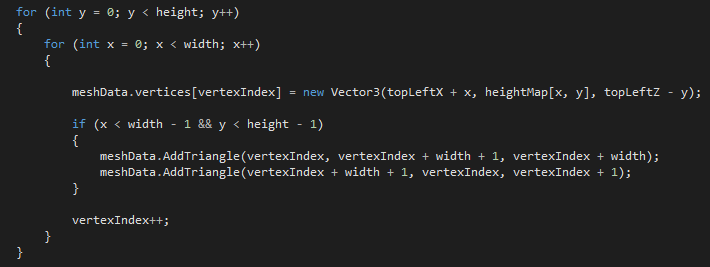 for (int y = 0; y < height; y++)
{
    for (int x = 0; x < width; x++)
    {
        meshData.vertices[vertexIndex] = new Vector3(topLeftX + x, heightMap[x, y], topLeftZ - y);
        if (x < width - 1 && y < height - 1)
        {
            meshData.AddTriangle(vertexIndex, vertexIndex + width + 1, vertexIndex + width);
            meshData.AddTriangle(vertexIndex + width + 1, vertexIndex, vertexIndex + 1);
        }
        vertexIndex++;
    }
}